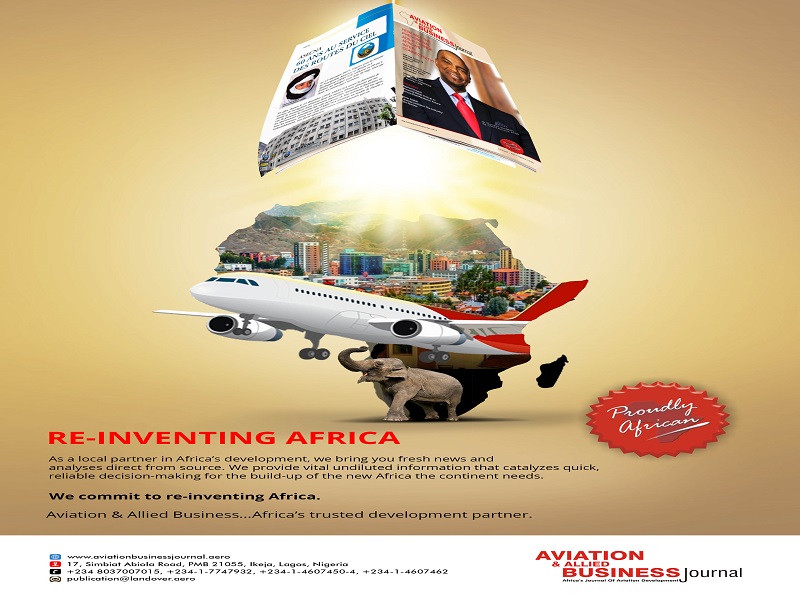 ASECNA
60 ANS AU SERVICE
DES ROUTES DU CIEL
AVIATION
& ALLIED
BUSINESS Journal
RE-INVENTING AFRICA
As a local partner in Africa's development, we bring you fresh news and
analyses direct from source. We provide vital undiluted information that catalyzes quick,
reliable decision-making for the build-up of the new Africa the continent needs.
We commit to re-inventing Africa.
Aviation & Allied Business...Africa's trusted development partner.
Proudly
African
www.aviationbusinessjournal.aero
17, Simbiat Abiola Road, PMB 21055, Ikeja, Lagos, Nigeria
+234 8037007015, +234-1-7747932, +234-1-4607450-4, +234-1-4607462
publication@landover.aero
AVIATION
& ALLIED
BUSINESS Journal
Africa's Journal Of Aviation Development